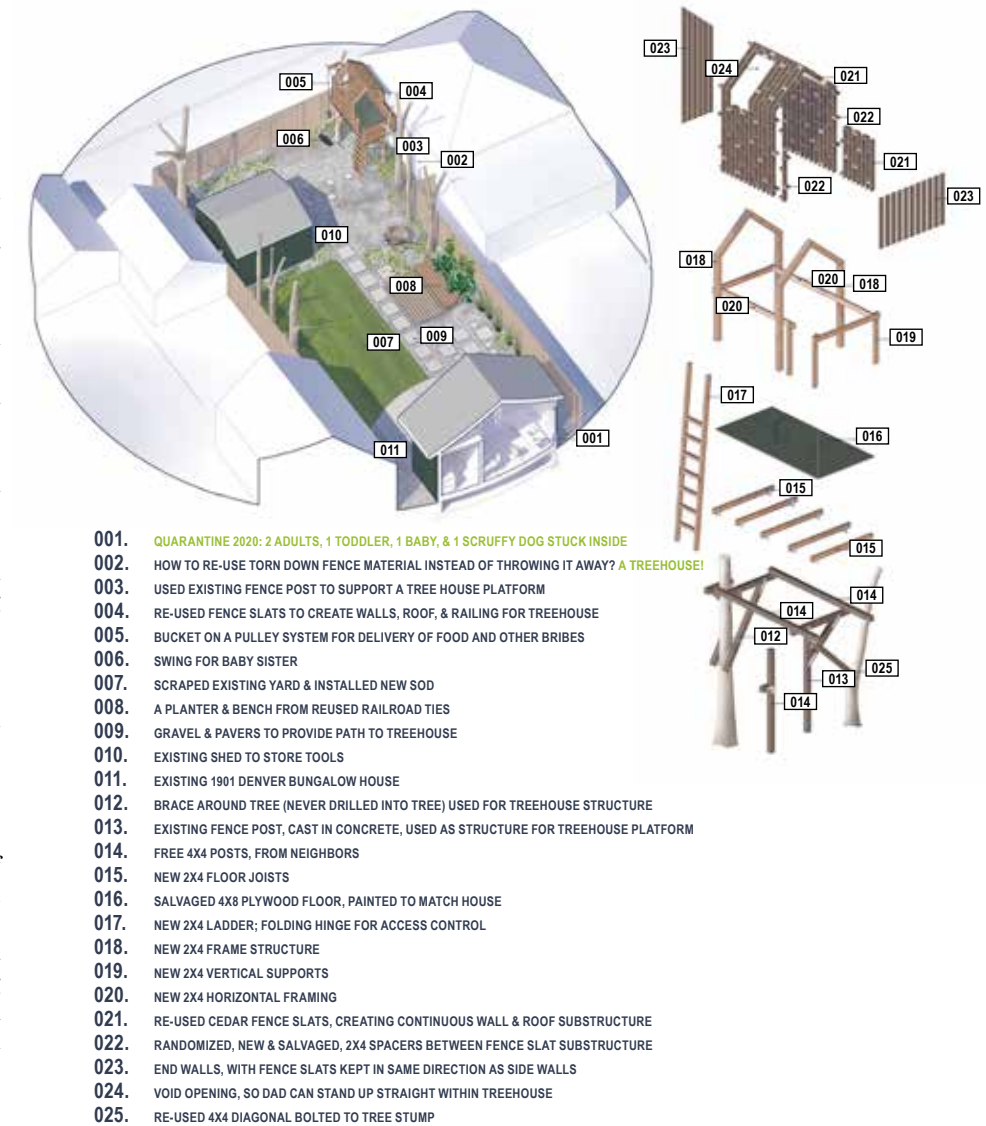 005
004
006
003
002
010
008
007
009
011
001
023
024
021
022
021
022
023
018
020
018
020
019
017
016
015
015
014
014
012
025
013
014
001. QUARANTINE 2020: 2 ADULTS, 1 TODDLER, 1 BABY, & 1 SCRUFFY DOG STUCK INSIDE
002. HOW TO RE-USE TORN DOWN FENCE MATERIAL INSTEAD OF THROWING IT AWAY? A TREEHOUSE!
003. USED EXISTING FENCE POST TO SUPPORT A TREE HOUSE PLATFORM
004. RE-USED FENCE SLATS TO CREATE WALLS, ROOF, & RAILING FOR TREEHOUSE
005. BUCKET ON A PULLEY SYSTEM FOR DELIVERY OF FOOD AND OTHER BRIBES
006. SWING FOR BABY SISTER
007. SCRAPED EXISTING YARD & INSTALLED NEW SOD
008. A PLANTER & BENCH FROM REUSED RAILROAD TIES
009. GRAVEL & PAVERS TO PROVIDE PATH TO TREEHOUSE
010. EXISTING SHED TO STORE TOOLS
011. EXISTING 1901 DENVER BUNGALOW HOUSE
012. BRACE AROUND TREE (NEVER DRILLED INTO TREE) USED FOR TREEHOUSE STRUCTURE
013. EXISTING FENCE POST, CAST IN CONCRETE, USED AS STRUCTURE FOR TREEHOUSE PLATFORM
014. FREE 4X4 POSTS, FROM NEIGHBORS
015. NEW 2X4 FLOOR JOISTS
016. SALVAGED 4X8 PLYWOOD FLOOR, PAINTED TO MATCH HOUSE
017. NEW 2X4 LADDER; FOLDING HINGE FOR ACCESS CONTROL
018. NEW 2X4 FRAME STRUCTURE
019. NEW 2X4 VERTICAL SUPPORTS
020. NEW 2X4 HORIZONTAL FRAMING
021. RE-USED CEDAR FENCE SLATS, CREATING CONTINUOUS WALL & ROOF SUBSTRUCTURE
022. RANDOMIZED, NEW & SALVAGED, 2X4 SPACERS BETWEEN FENCE SLAT SUBSTRUCTURE
023. END WALLS, WITH FENCE SLATS KEPT IN SAME DIRECTION AS SIDE WALLS
024. VOID OPENING, SO DAD CAN STAND UP STRAIGHT WITHIN TREEHOUSE
025. RE-USED 4X4 DIAGONAL BOLTED TO TREE STUMP